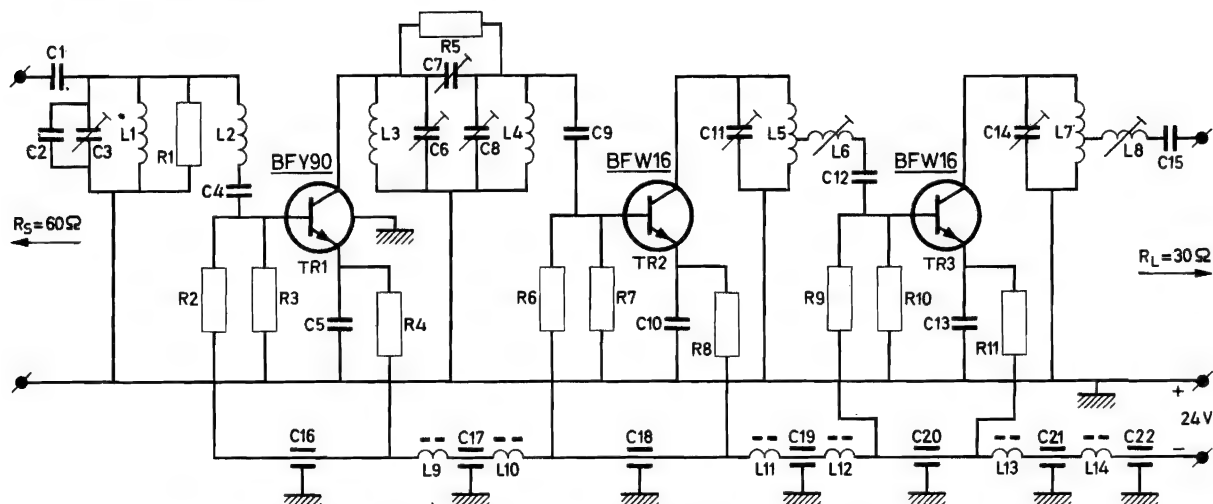 R5
C1
C7
L1
L2
L3
L4
C9
C11
L5
C14
L7
C2
C3
R1
BFY90
C6
C8
BFW16
L6
BFW16
L8
C15
C4
C12
RS=60Ω
RL=30Ω
TR1
TR2
TR3
R2
R3
C5
R4
R6
R7
C10
R8
R9
R10
C13
R11
+
24V
−
C16
C17
C18
C19
C20
C21
C22
L9
L10
L11
L12
L13
L14